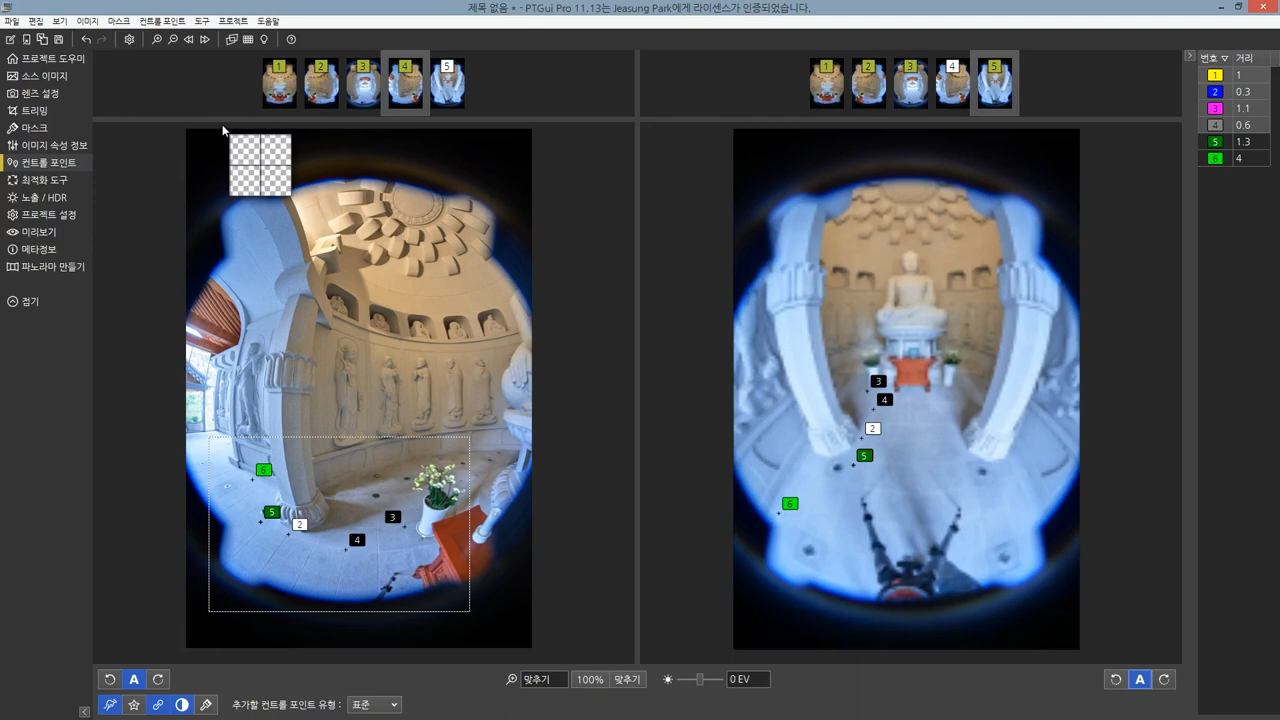 제목 없음 * - PTGui Pro 11.13는 Jeasung Park에게 라이센스가 인증되었습니다.
파일 편집 보기 이미지 마스크 컨트롤 포인트 도구 프로젝트 도움말
프로젝트 도우미
소스 이미지
렌즈 설정
트리밍
마스크
이미지 속성 정보
컨트롤 포인트
최적화 도구
노출 / HDR
프로젝트 설정
미리보기
메타정보
파노라마 만들기
접기
1 2 3 4 5
1 2 3 4 5
6
5
2
3
4
3
4
2
5
6
번호 거리
1 1
2 0.3
3 1.1
4 0.6
5 1.3
6 4
A
맞추기
100%
맞추기
0 EV
A
추가할 컨트롤 포인트 유형 :
표준